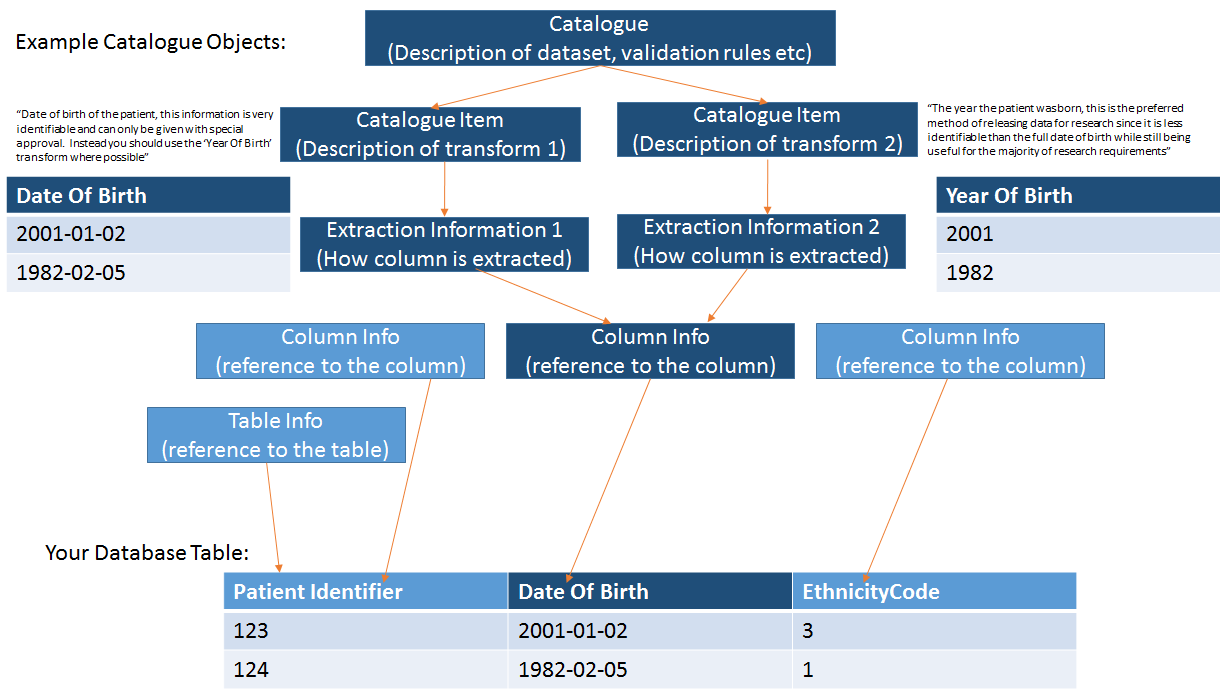 Example Catalogue Objects:
Catalogue
(Description of dataset, validation rules etc)
"Date of birth of the patient, this information is very
identifiable and can only be given with special
approval.  Instead you should use the 'Year Of Birth'
transform where possible"
Catalogue Item
(Description of transform 1)
Catalogue Item
(Description of transform 2)
"The year the patient was born, this is the preferred
method of releasing data for research since it is less
identifiable than the full date of birth while still being
useful for the majority of research requirements"
Date Of Birth
2001-01-02
1982-02-05
Extraction Information 1
(How column is extracted)
Extraction Information 2
(How column is extracted)
Year Of Birth
2001
1982
Column Info
(reference to the column)
Column Info
(reference to the column)
Column Info
(reference to the column)
Table Info
(reference to the table)
Your Database Table:
Patient Identifier Date Of Birth EthnicityCode
123 2001-01-02 3
124 1982-02-05 1